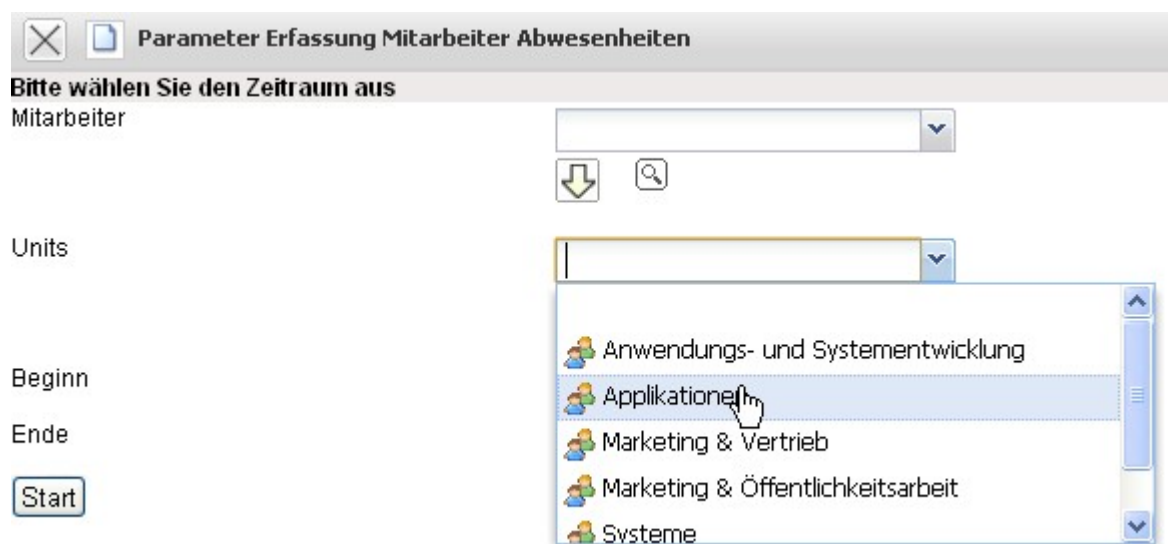 Parameter Erfassung Mitarbeiter Abwesenheiten
Bitte wählen Sie den Zeitraum aus
Mitarbeiter
Units
Anwendungs- und Systementwicklung
Beginn
Applikationen
Ende
Marketing & Vertrieb
Marketing & Öffentlichkeitsarbeit
Start
Systeme